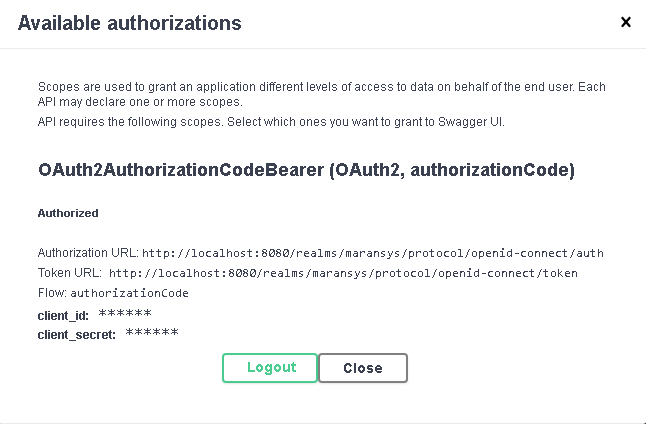 Available authorizations
×
Scopes are used to grant an application different levels of access to data on behalf of the end user. Each
API may declare one or more scopes.
API requires the following scopes. Select which ones you want to grant to Swagger UI.
OAuth2AuthorizationCodeBearer (OAuth2, authorizationCode)
Authorized
Authorization URL: http://localhost:8080/realms/maransys/protocol/openid-connect/auth
Token URL: http://localhost:8080/realms/maransys/protocol/openid-connect/token
Flow: authorizationCode
client_id: ******
client_secret: ******
Logout Close